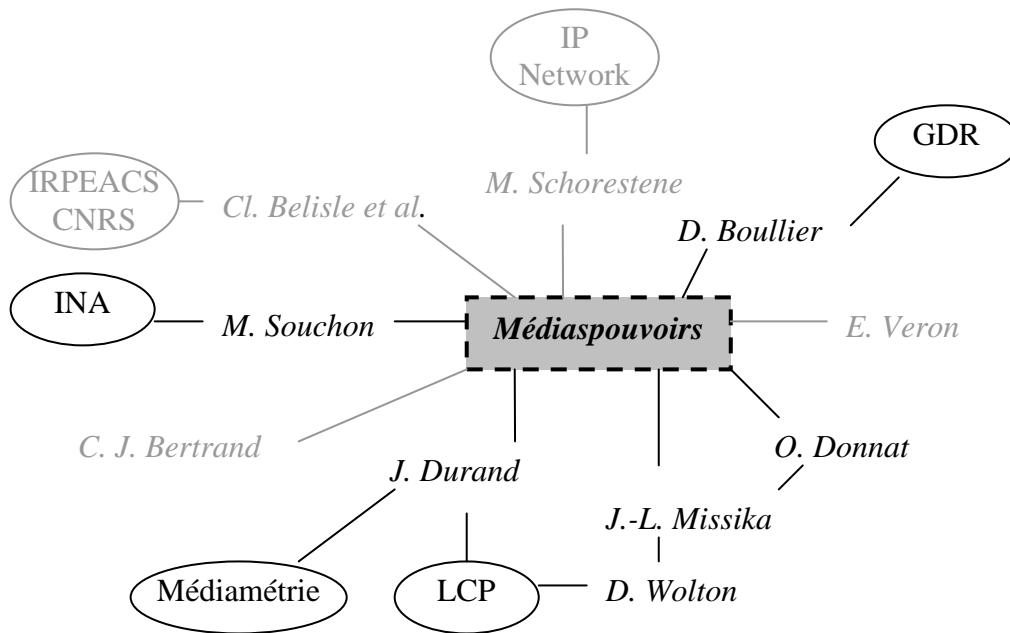 IP
Network
GDR
IRPEACS
CNRS
Cl. Belisle et al.
M. Schorestene
D. Boullier
INA
M. Souchon
Médiaspouvoirs
E. Veron
C. J. Bertrand
J. Durand
O. Donnat
J.-L. Missika
Médiamétrie
LCP
D. Wolton